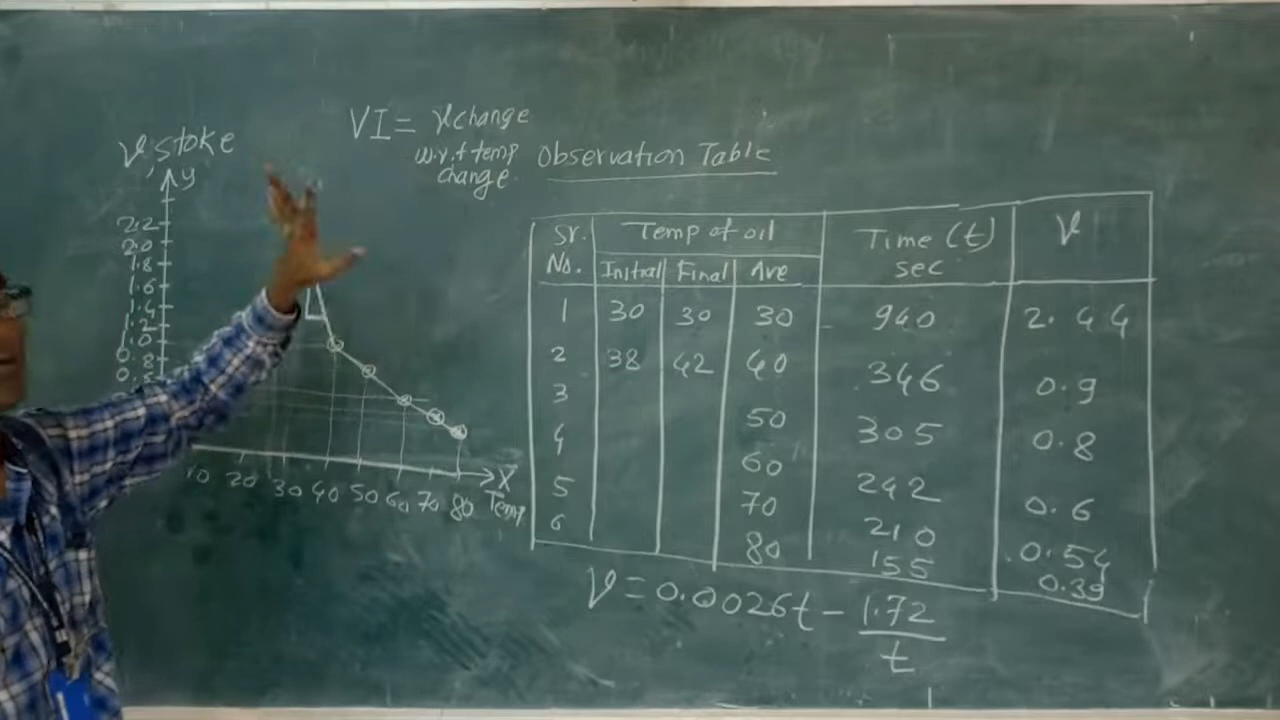 ν, stoke
y
2.2
2.0
1.8
1.6
1.4
1.2
1.0
0.8
20 30 40 50 60 70 80 Temp
X
VI = ν change
w.r.t temp
change.
Observation Table
Sr. No. Temp of oil Time (t) sec ν
Initial Final Ave
1 30 30 30 940 2.44
2 38 42 40 346 0.9
3 50 305 0.8
4 60 242 0.6
5 70 210 0.54
6 80 155 0.39
ν = 0.0026t - 1.72/t